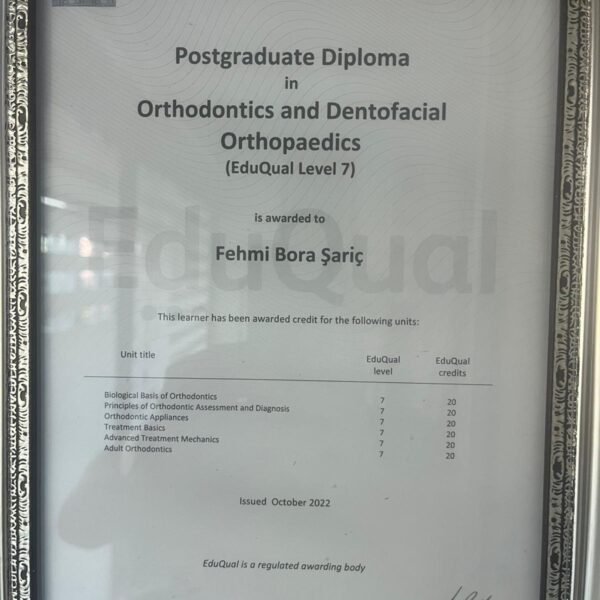 Postgraduate Diploma
in
Orthodontics and Dentofacial
Orthopaedics
(EduQual Level 7)
is awarded to
EduQual
Fehmi Bora Şariç
This learner has been awarded credit for the following units:
Unit title EduQual level EduQual credits
Biological Basis of Orthodontics 7 20
Principles of Orthodontic Assessment and Diagnosis 7 20
Orthodontic Appliances 7 20
Treatment Basics 7 20
Advanced Treatment Mechanics 7 20
Adult Orthodontics 7 20
Issued October 2022
EduQual is a regulated awarding body